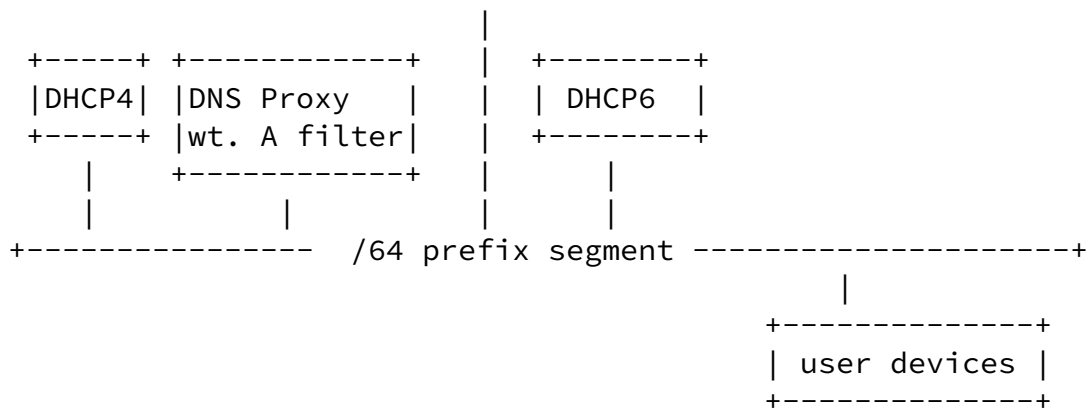 DHCP4 DNS Proxy DHCP6
wt. A filter
/64 prefix segment
user devices